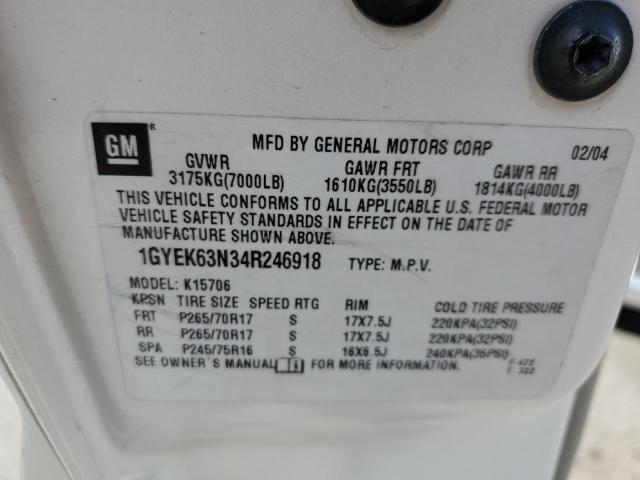 GM ®
MFD BY GENERAL MOTORS CORP 02/04
GVWR GAWR FRT GAWR RR
3175KG(7000LB) 1610KG(3550LB) 1814KG(4000LB)
THIS VEHICLE CONFORMS TO ALL APPLICABLE U.S. FEDERAL MOTOR
VEHICLE SAFETY STANDARDS IN EFFECT ON THE DATE OF
MANUFACTURE SHOWN ABOVE.
1GYEK63N34R246918 TYPE: M.P.V.
MODEL: K15706
KPSN TIRE SIZE SPEED RTG RIM COLD TIRE PRESSURE
FRT P265/70R17 S 17X7.5J 220KPA(32PSI)
RR P265/70R17 S 17X7.5J 220KPA(32PSI)
SPA P245/75R16 S 16X6.5J 240KPA(35PSI)
SEE OWNER'S MANUAL i FOR MORE INFORMATION.
F 472
T 322